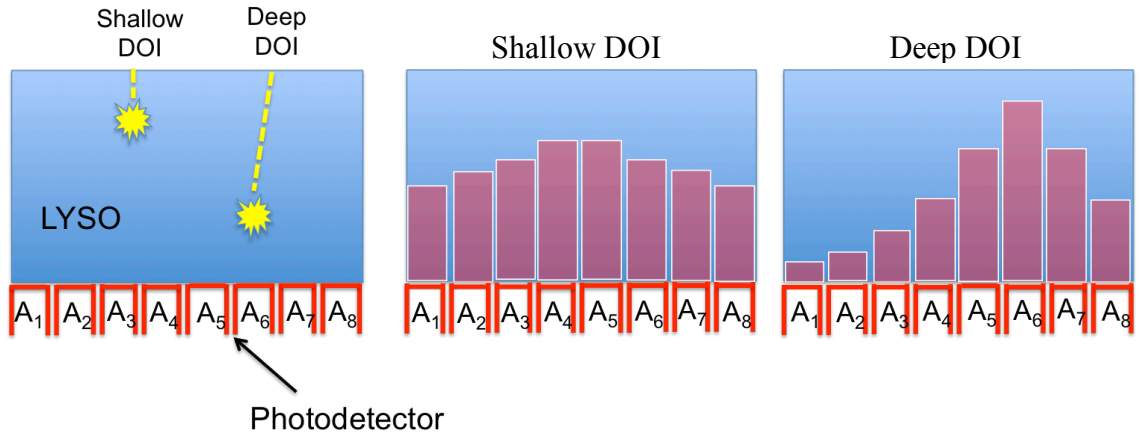 Shallow
DOI
Deep
DOI
LYSO
A1 A2 A3 A4 A5 A6 A7 A8
Photodetector
Shallow DOI
A1 A2 A3 A4 A5 A6 A7 A8
Deep DOI
A1 A2 A3 A4 A5 A6 A7 A8